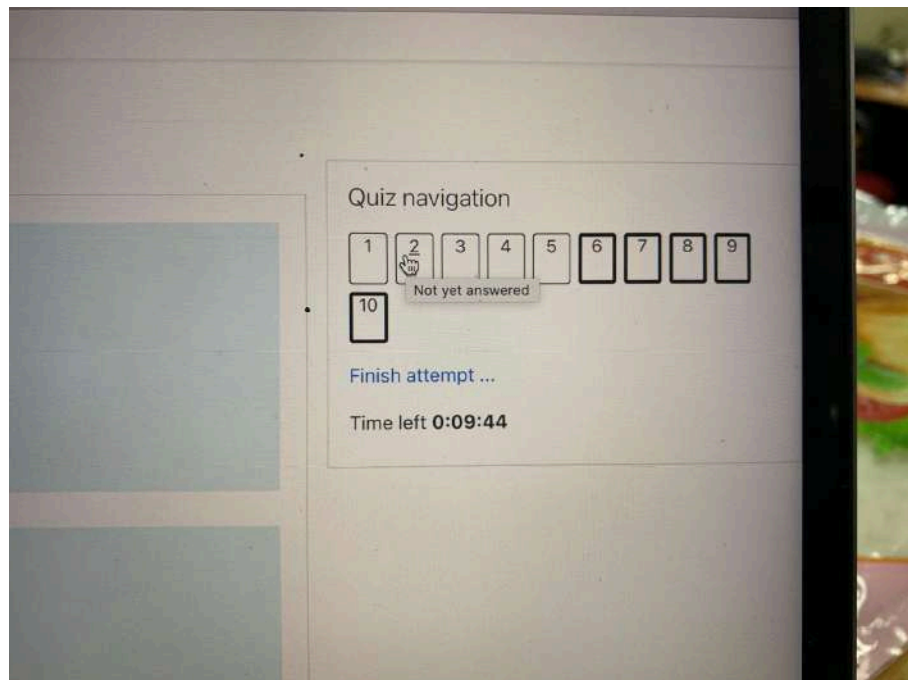 Quiz navigation
1 2 3 4 5 6 7 8 9
Not yet answered
10
Finish attempt ...
Time left 0:09:44